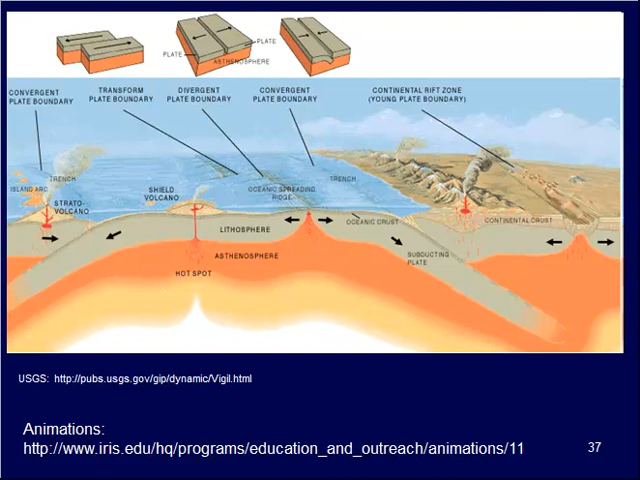 PLATE
PLATE
ASTHENOSPHERE
CONVERGENT
PLATE BOUNDARY
TRANSFORM
PLATE BOUNDARY
DIVERGENT
PLATE BOUNDARY
CONVERGENT
PLATE BOUNDARY
CONTINENTAL RIFT ZONE
(YOUNG PLATE BOUNDARY)
TRENCH
TRENCH
ISLAND ARC
STRATO-
VOLCANO
SHIELD
VOLCANO
OCEANIC SPREADING
RIDGE
OCEANIC CRUST
CONTINENTAL CRUST
LITHOSPHERE
ASTHENOSPHERE
SUBDUCTING
PLATE
HOT SPOT
USGS: http://pubs.usgs.gov/gip/dynamic/Vigil.html
Animations:
http://www.iris.edu/hq/programs/education_and_outreach/animations/11
37